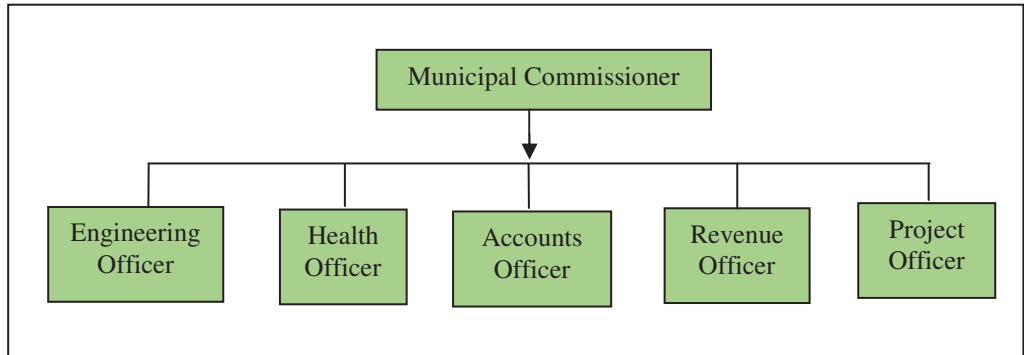 Municipal Commissioner
Engineering
Officer
Health
Officer
Accounts
Officer
Revenue
Officer
Project
Officer